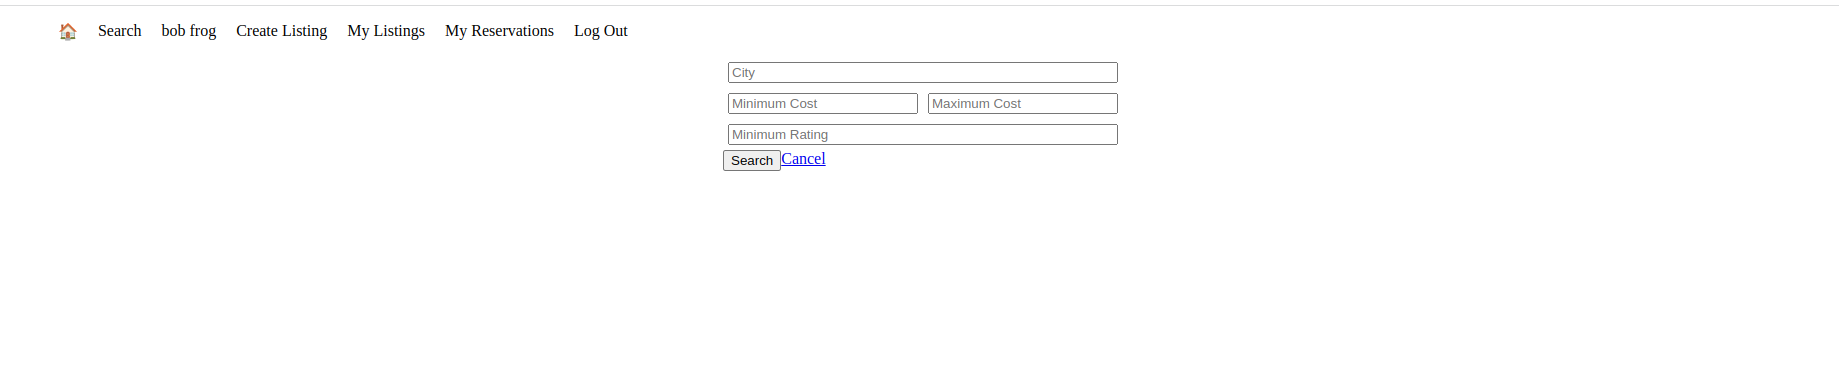 🏠 Search bob frog Create Listing My Listings My Reservations Log Out
City
Minimum Cost Maximum Cost
Minimum Rating
Search Cancel